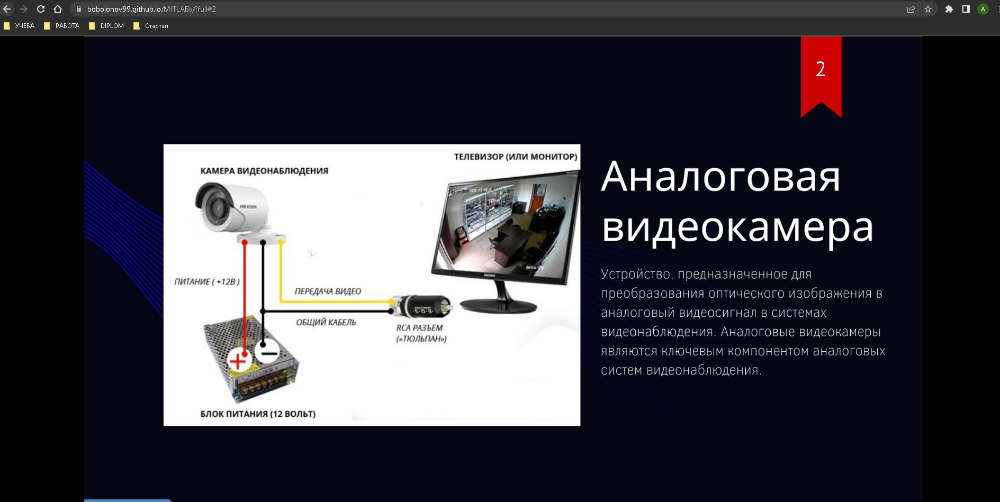 bobojonov99.github.io/MITLABs/?full#2
A
УЧЕБА
РАБОТА
DIPLOM
Стартап
2
ТЕЛЕВИЗОР (ИЛИ МОНИТОР)
КАМЕРА ВИДЕОНАБЛЮДЕНИЯ
HIKVISION
SAMSUNG
ПИТАНИЕ ( +12В )
ПЕРЕДАЧА ВИДЕО
ОБЩИЙ КАБЕЛЬ
RCA РАЗЪЕМ
(»ТЮЛЬПАН»)
БЛОК ПИТАНИЯ (12 ВОЛЬТ)
Аналоговая
видеокамера
Устройство, предназначенное для
преобразования оптического изображения в
аналоговый видеосигнал в системах
видеонаблюдения. Аналоговые видеокамеры
являются ключевым компонентом аналоговых
систем видеонаблюдения.